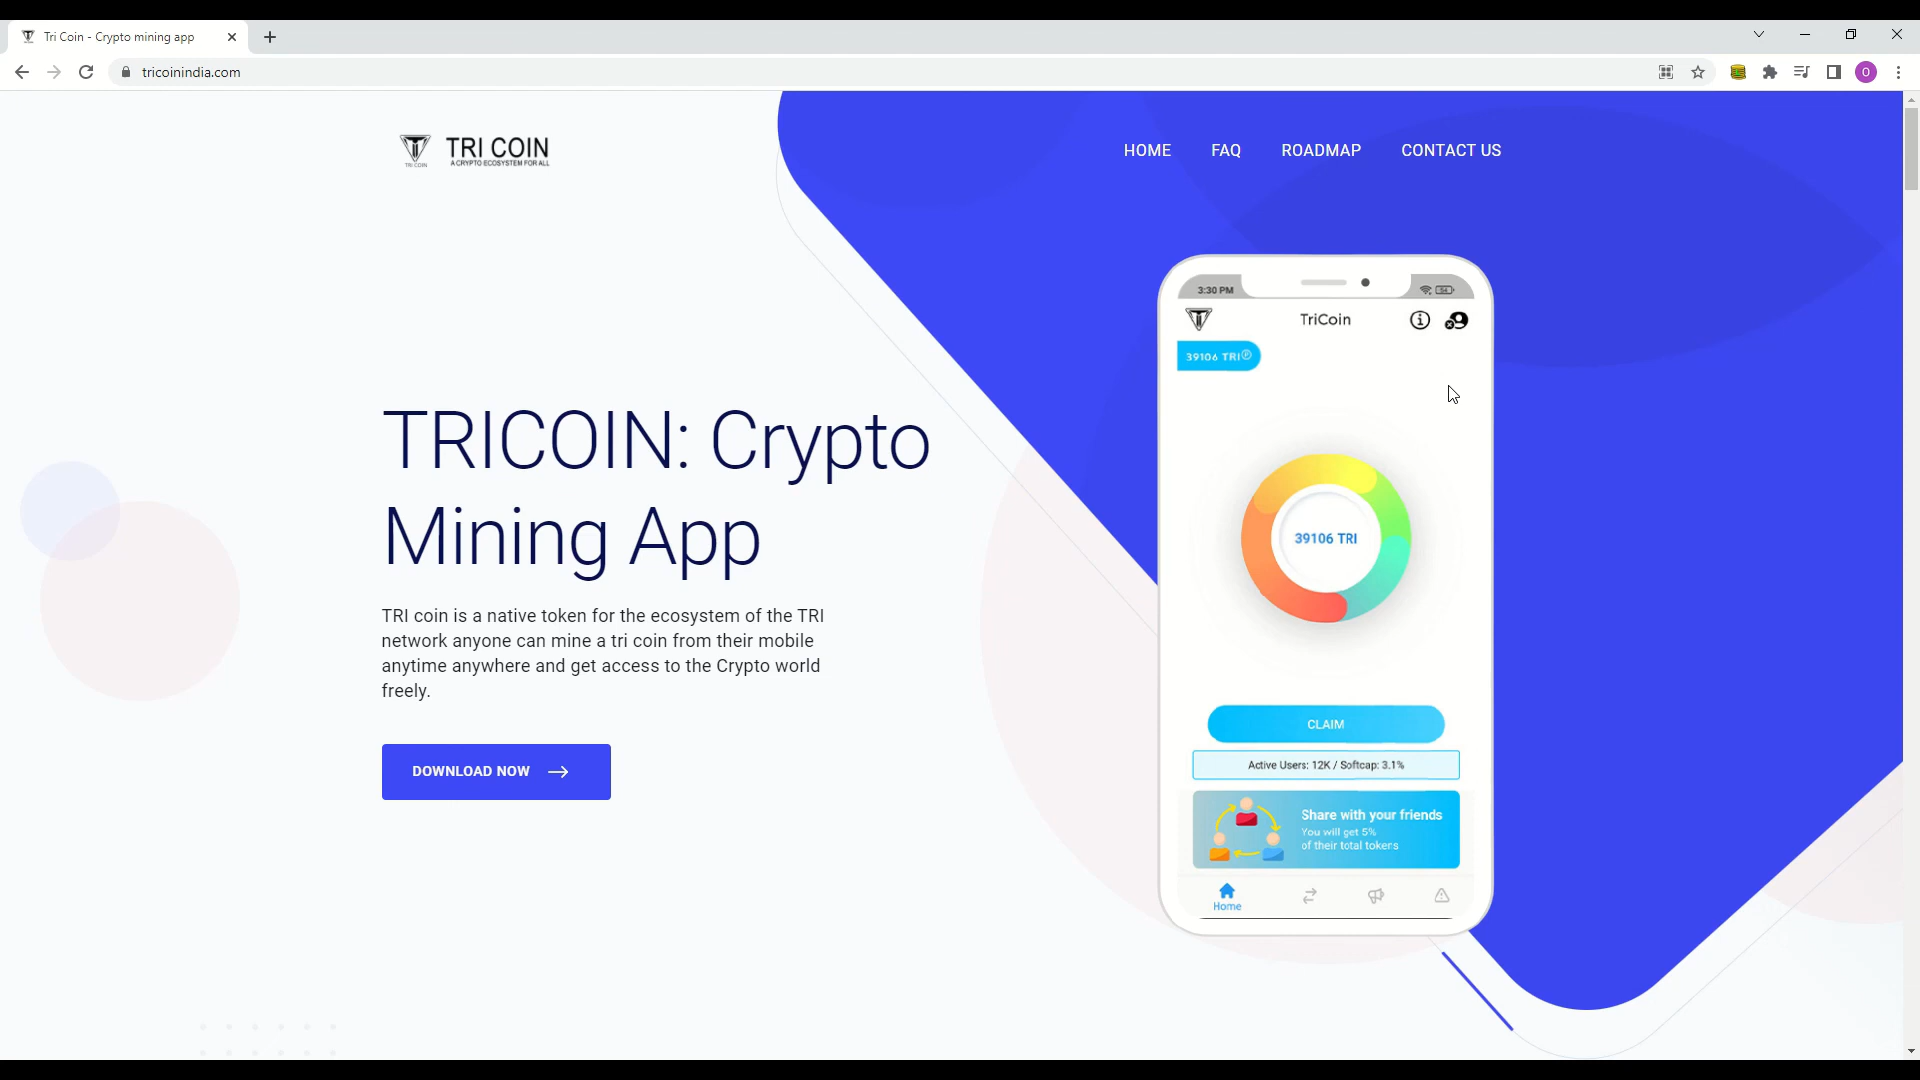 Tri Coin - Crypto mining app
tricoinindia.com
O
TRI COIN
TRI COIN
A CRYPTO ECOSYSTEM FOR ALL
HOME FAQ ROADMAP CONTACT US
TRICOIN: Crypto
Mining App
TRI coin is a native token for the ecosystem of the TRI
network anyone can mine a tri coin from their mobile
anytime anywhere and get access to the Crypto world
freely.
DOWNLOAD NOW
3:30 PM 54
TriCoin
39106 TRI Ⓟ
39106 TRI
CLAIM
Active Users: 12K / Softcap: 3.1%
Share with your friends
You will get 5%
of their total tokens
Home